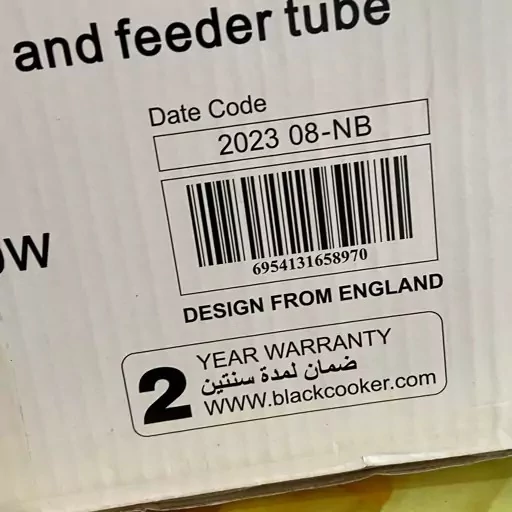 and feeder tube
Date Code
2023 08-NB
6954131658970
DESIGN FROM ENGLAND
2 YEAR WARRANTY
ضمان لمدة سنتين
WWW.blackcooker.com